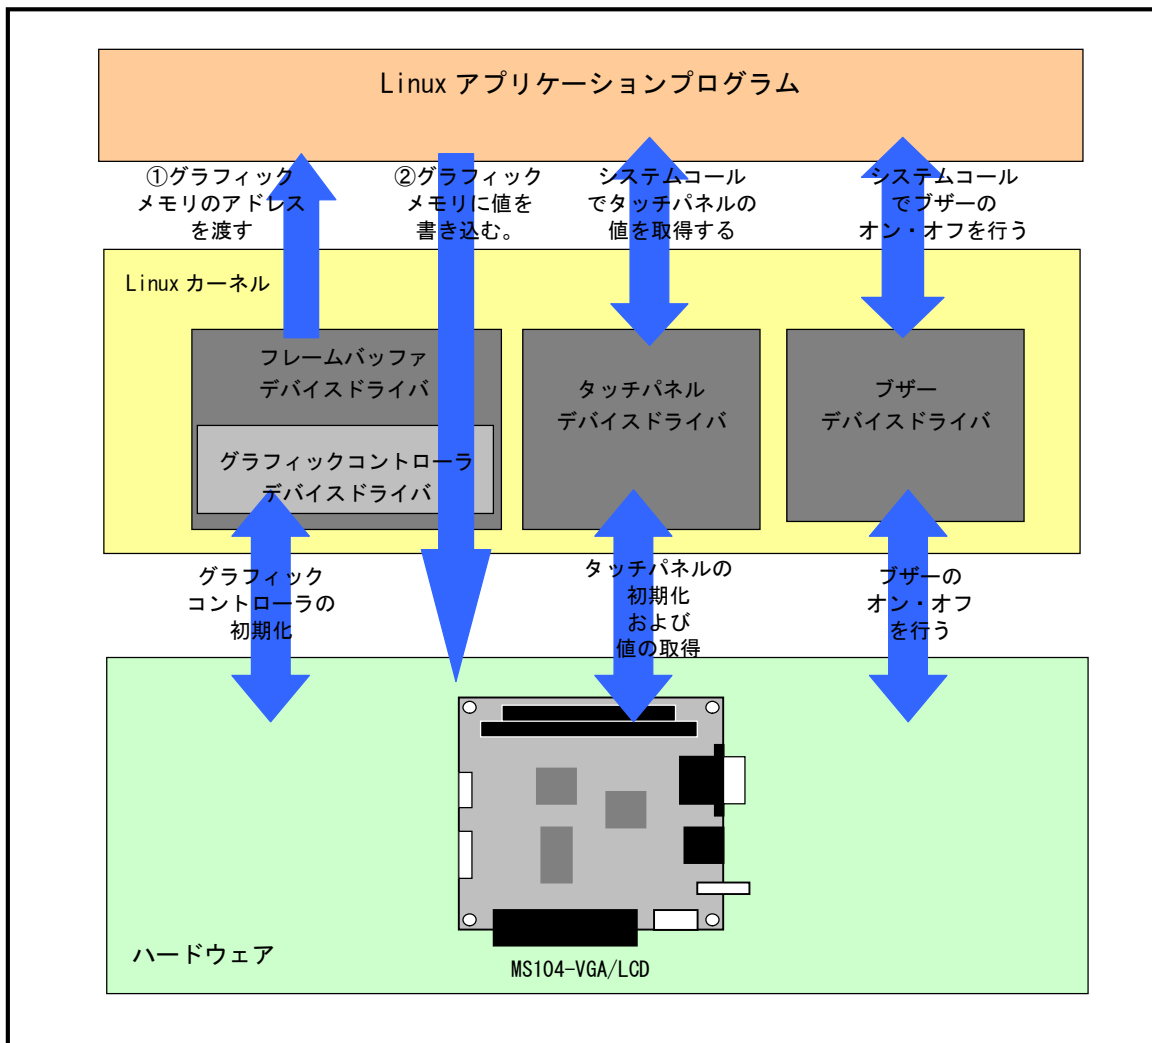 Linux アプリケーションプログラム
①グラフィック
メモリのアドレス
を渡す
②グラフィック
メモリに値を
書き込む。
システムコール
でタッチパネルの
値を取得する
システムコール
でブザーの
オン・オフを行う
Linux カーネル
フレームバッファ
デバイスドライバ
グラフィックコントローラ
デバイスドライバ
タッチパネル
デバイスドライバ
ブザー
デバイスドライバ
グラフィック
コントローラの
初期化
タッチパネルの
初期化
および
値の取得
ブザーの
オン・オフ
を行う
ハードウェア
MS104-VGA/LCD